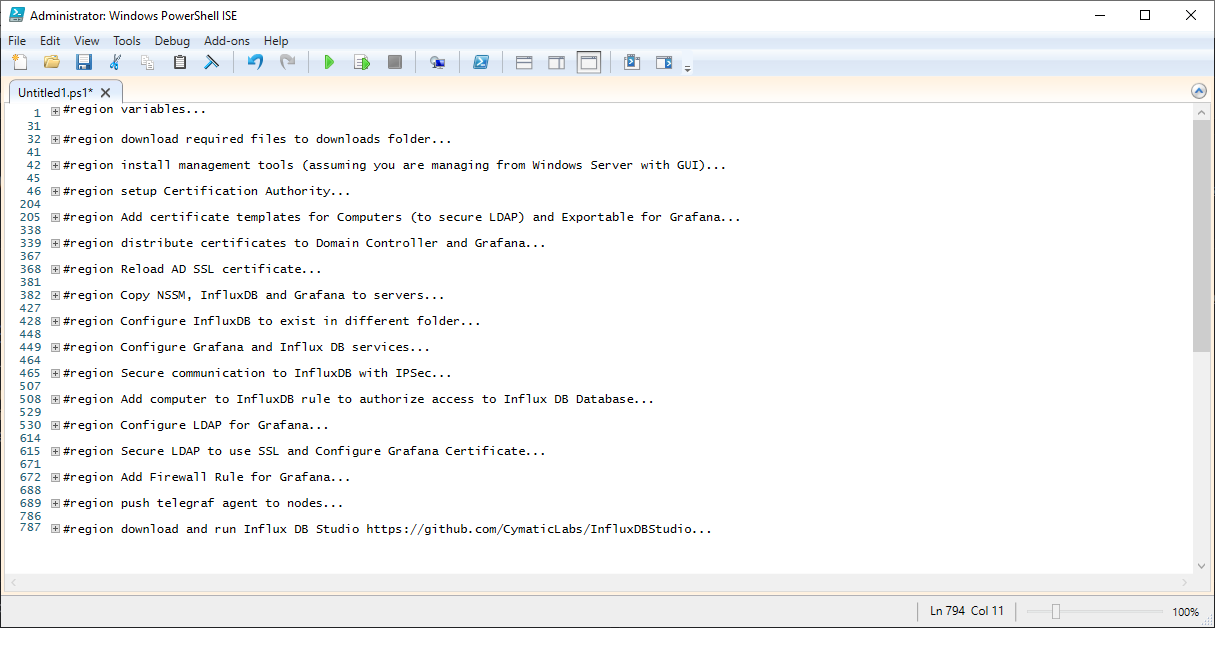 Administrator: Windows PowerShell ISE
File Edit View Tools Debug Add-ons Help
Untitled1.ps1*
1 #region variables...
31
32 #region download required files to downloads folder...
41
42 #region install management tools (assuming you are managing from Windows Server with GUI)...
45
46 #region setup Certification Authority...
204
205 #region Add certificate templates for Computers (to secure LDAP) and Exportable for Grafana...
338
339 #region distribute certificates to Domain Controller and Grafana...
367
368 #region Reload AD SSL certificate...
381
382 #region Copy NSSM, InfluxDB and Grafana to servers...
427
428 #region Configure InfluxDB to exist in different folder...
448
449 #region Configure Grafana and Influx DB services...
464
465 #region Secure communication to InfluxDB with IPSec...
507
508 #region Add computer to InfluxDB rule to authorize access to Influx DB Database...
529
530 #region Configure LDAP for Grafana...
614
615 #region Secure LDAP to use SSL and Configure Grafana Certificate...
671
672 #region Add Firewall Rule for Grafana...
688
689 #region push telegraf agent to nodes...
786
787 #region download and run Influx DB Studio https://github.com/CymaticLabs/InfluxDBStudio...
Ln 794 Col 11 100%